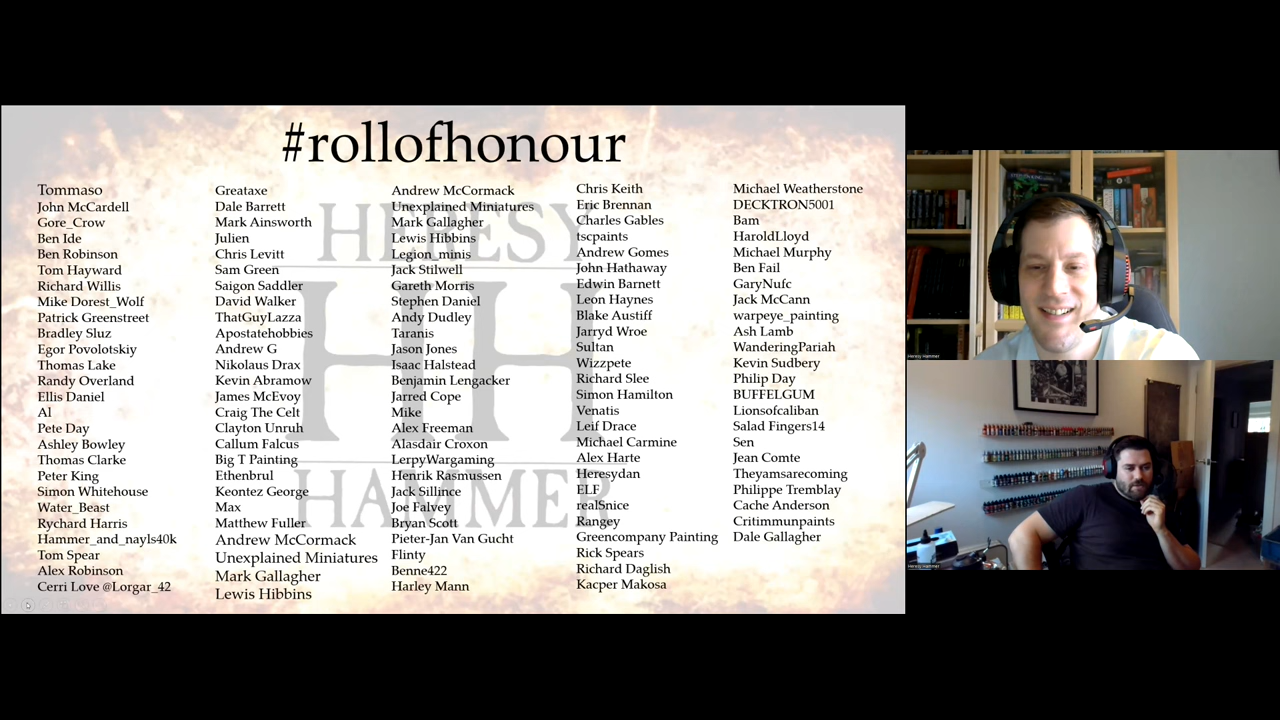 #rollofhonour
Tommaso
John McCardell
Gore_Crow
Ben Ide
Ben Robinson
Tom Hayward
Richard Willis
Mike Dorest_Wolf
Patrick Greenstreet
Bradley Sluz
Egor Povolotskiy
Thomas Lake
Randy Overland
Ellis Daniel
Al
Pete Day
Ashley Bowley
Thomas Clarke
Peter King
Simon Whitehouse
Water_Beast
Rychard Harris
Hammer_and_nayls40k
Tom Spear
Alex Robinson
Cerri Love @Lorgar_42
Greataxe
Dale Barrett
Mark Ainsworth
Julien
Chris Levitt
Sam Green
Saigon Saddler
David Walker
ThatGuyLazza
Apostatehobbies
Andrew G
Nikolaus Drax
Kevin Abramow
James McEvoy
Craig The Celt
Clayton Unruh
Callum Falcus
Big T Painting
Ethenbrul
Keontez George
Max
Matthew Fuller
Andrew McCormack
Unexplained Miniatures
Mark Gallagher
Lewis Hibbins
Andrew McCormack
Unexplained Miniatures
Mark Gallagher
Lewis Hibbins
Legion_minis
Jack Stilwell
Gareth Morris
Stephen Daniel
Andy Dudley
Taranis
Jason Jones
Isaac Halstead
Benjamin Lengacker
Jarred Cope
Mike
Alex Freeman
Alasdair Croxon
LerpyWargaming
Henrik Rasmussen
Jack Sillince
Joe Falvey
Bryan Scott
Pieter-Jan Van Gucht
Flinty
Benne422
Harley Mann
Chris Keith
Eric Brennan
Charles Gables
tscpaints
Andrew Gomes
John Hathaway
Edwin Barnett
Leon Haynes
Blake Austiff
Jarryd Wroe
Sultan
Wizzpete
Richard Slee
Simon Hamilton
Venatis
Leif Drace
Michael Carmine
Alex Harte
Heresydan
ELF
realSnice
Rangey
Greencompany Painting
Rick Spears
Richard Daglish
Kacper Makosa
Michael Weatherstone
DECKTRON5001
Bam
HaroldLloyd
Michael Murphy
Ben Fail
GaryNufc
Jack McCann
warpeye_painting
Ash Lamb
WanderingPariah
Kevin Sudbery
Philip Day
BUFFELGUM
Lionsofcaliban
Salad Fingers14
Sen
Jean Comte
Theyamsarecoming
Philippe Tremblay
Cache Anderson
Critimmunpaints
Dale Gallagher
HERESY
HH
HAMMER
Heresy Hammer
Heresy Hammer